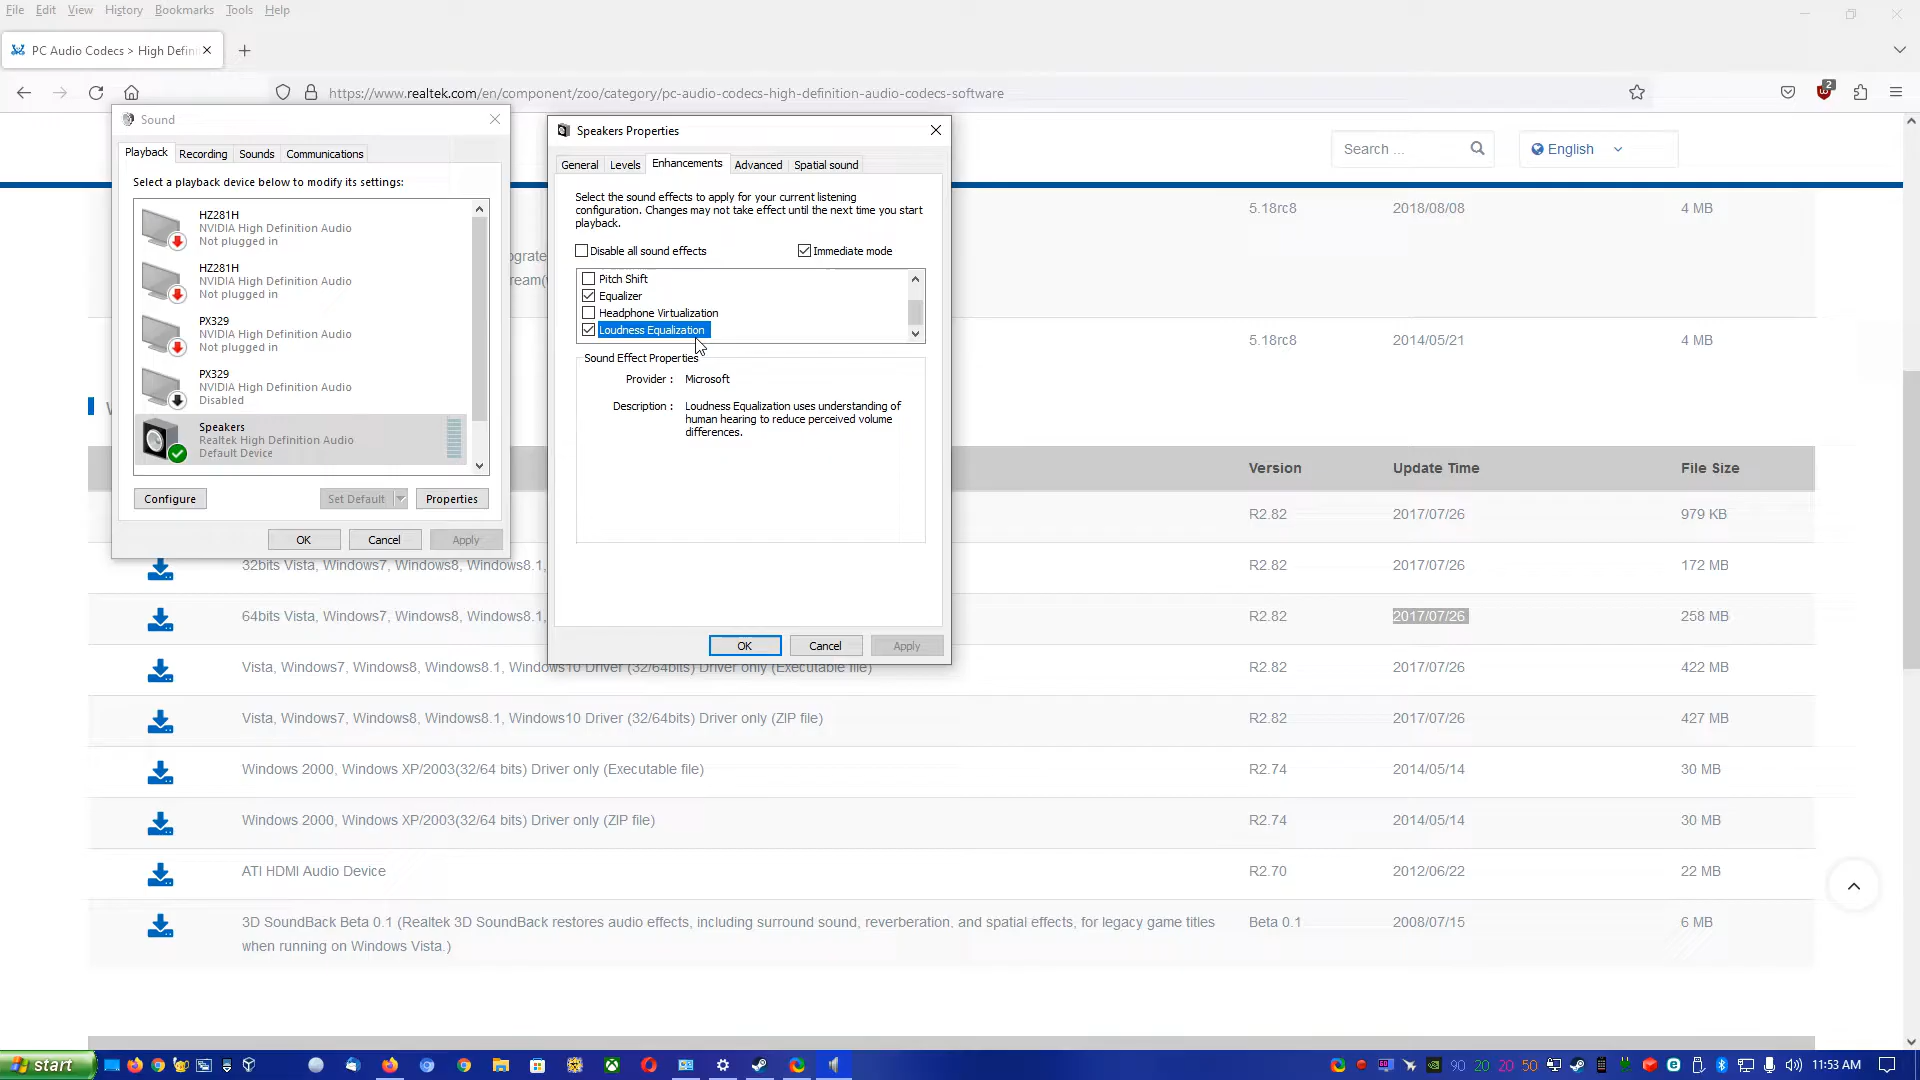 File Edit View History Bookmarks Tools Help
PC Audio Codecs > High Defin
https://www.realtek.com/en/component/zoo/category/pc-audio-codecs-high-definition-audio-codecs-software
2
Search ...
English
Sound
Playback Recording Sounds Communications
Select a playback device below to modify its settings:
HZ281H
NVIDIA High Definition Audio
Not plugged in
HZ281H
NVIDIA High Definition Audio
Not plugged in
PX329
NVIDIA High Definition Audio
Not plugged in
PX329
NVIDIA High Definition Audio
Disabled
Speakers
Realtek High Definition Audio
Default Device
Configure Set Default Properties
OK Cancel Apply
Speakers Properties
General Levels Enhancements Advanced Spatial sound
Select the sound effects to apply for your current listening
configuration. Changes may not take effect until the next time you start
playback.
Disable all sound effects Immediate mode
Pitch Shift
Equalizer
Headphone Virtualization
Loudness Equalization
Sound Effect Properties
Provider : Microsoft
Description : Loudness Equalization uses understanding of
human hearing to reduce perceived volume
differences.
OK Cancel Apply
5.18rc8 2018/08/08 4 MB
ograte
ream(
5.18rc8 2014/05/21 4 MB
Version Update Time File Size
R2.82 2017/07/26 979 KB
32bits Vista, Windows7, Windows8, Windows8.1, R2.82 2017/07/26 172 MB
64bits Vista, Windows7, Windows8, Windows8.1, R2.82 2017/07/26 258 MB
Vista, Windows7, Windows8, Windows8.1, Windows10 Driver (32/64bits) Driver only (Executable file) R2.82 2017/07/26 422 MB
Vista, Windows7, Windows8, Windows8.1, Windows10 Driver (32/64bits) Driver only (ZIP file) R2.82 2017/07/26 427 MB
Windows 2000, Windows XP/2003(32/64 bits) Driver only (Executable file) R2.74 2014/05/14 30 MB
Windows 2000, Windows XP/2003(32/64 bits) Driver only (ZIP file) R2.74 2014/05/14 30 MB
ATI HDMI Audio Device R2.70 2012/06/22 22 MB
3D SoundBack Beta 0.1 (Realtek 3D SoundBack restores audio effects, including surround sound, reverberation, and spatial effects, for legacy game titles Beta 0.1 2008/07/15 6 MB
when running on Windows Vista.)
start 90 20 20 50 11:53 AM